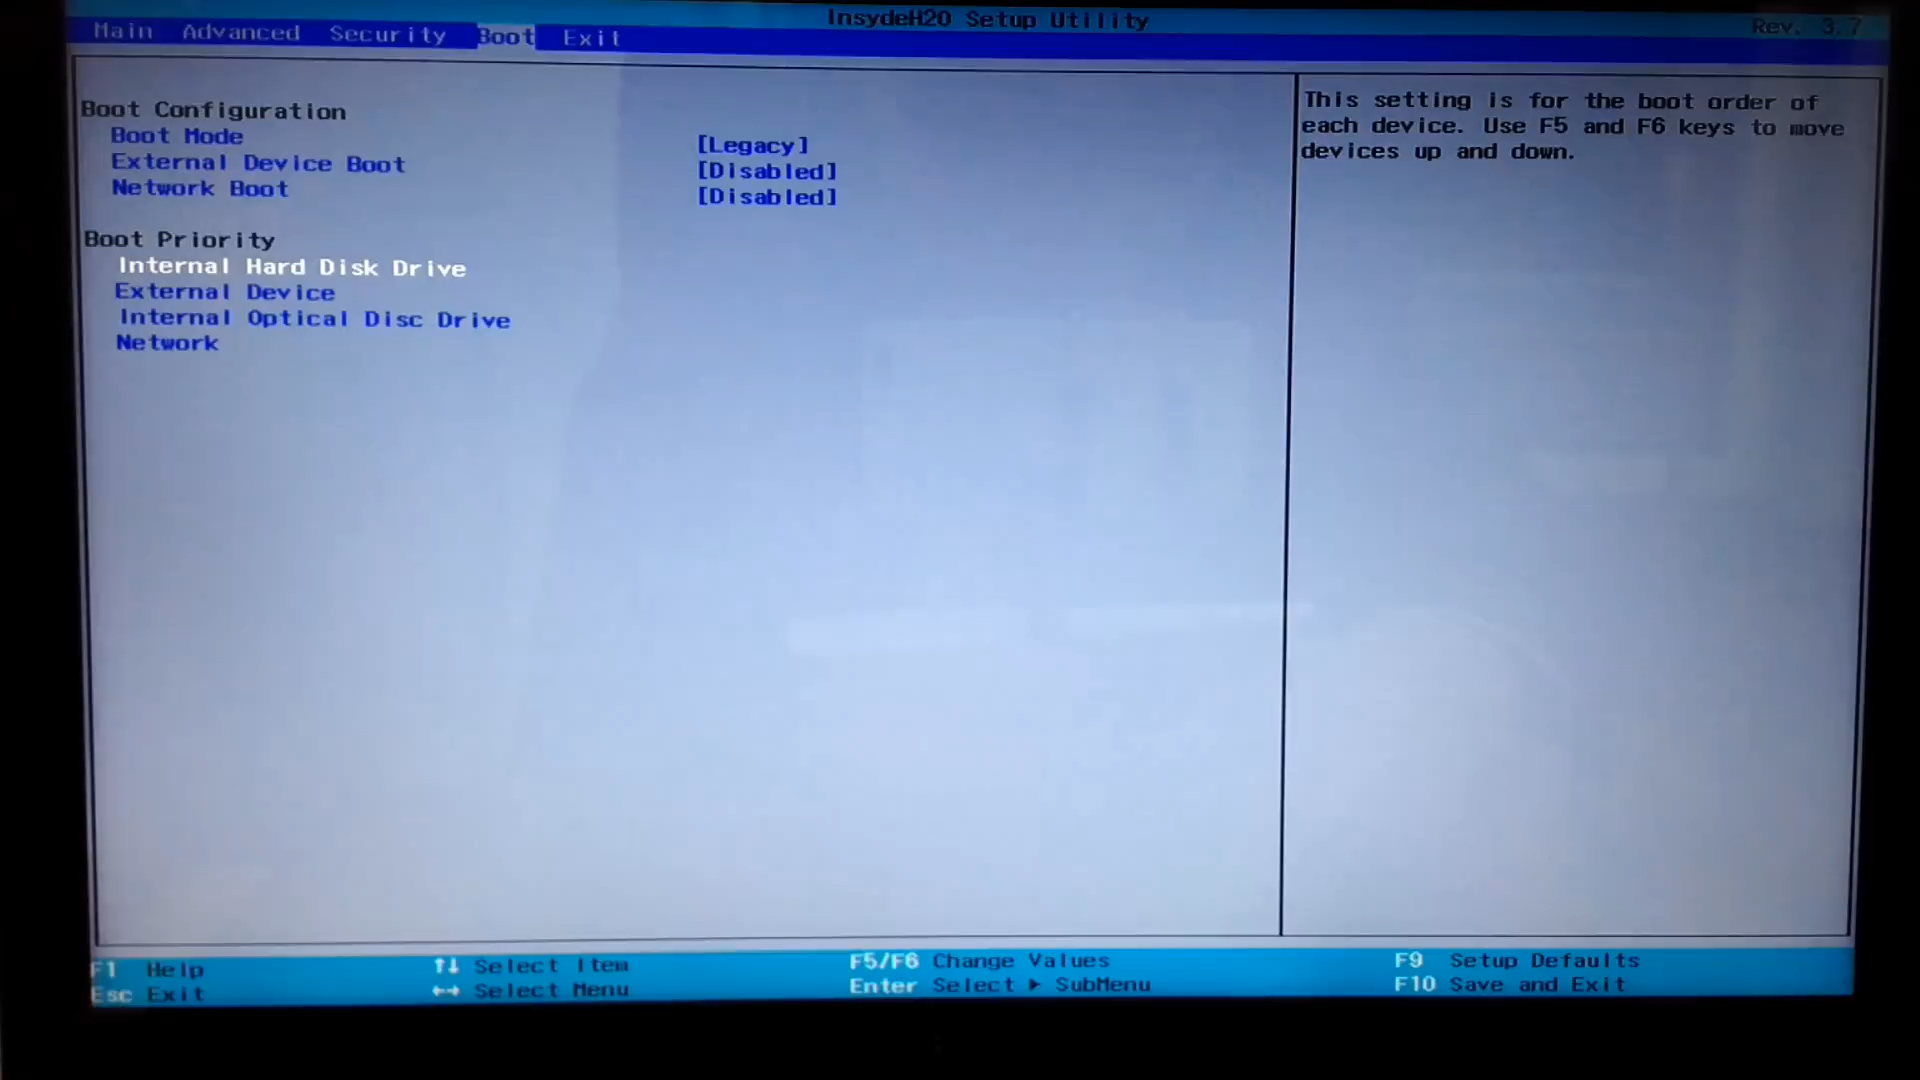 InsydeH2O Setup Utility
Rev. 3.7
Main Advanced Security Boot Exit
Boot Configuration
Boot Mode [Legacy]
External Device Boot [Disabled]
Network Boot [Disabled]
Boot Priority
Internal Hard Disk Drive
External Device
Internal Optical Disc Drive
Network
This setting is for the boot order of
each device. Use F5 and F6 keys to move
devices up and down.
F1 Help ↑↓ Select Item F5/F6 Change Values F9 Setup Defaults
Esc Exit ←→ Select Menu Enter Select ▶ SubMenu F10 Save and Exit